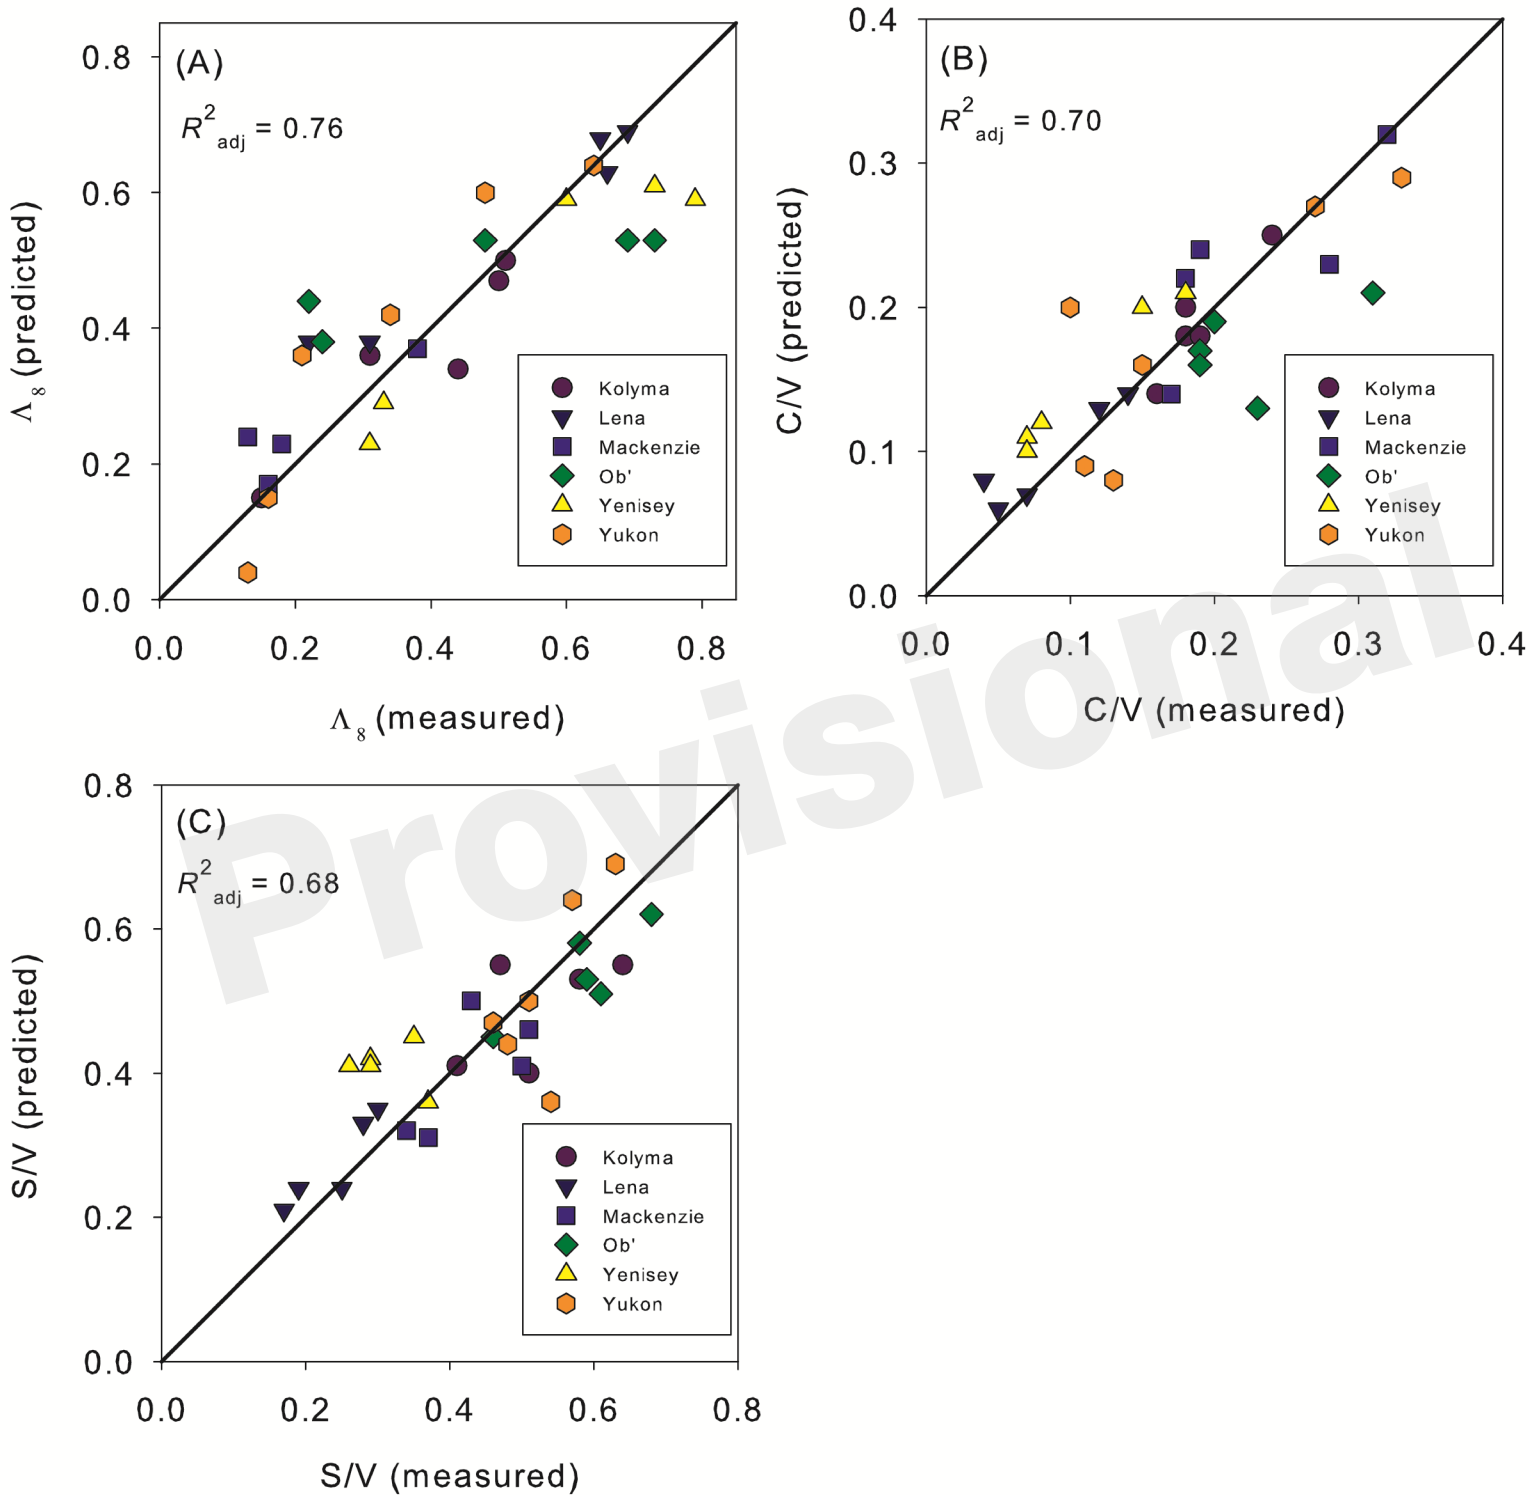 (A)
R²adj = 0.76
Λ₈ (predicted)
0.8
0.6
0.4
0.2
0.0
Kolyma
Lena
Mackenzie
Ob'
Yenisey
Yukon
0.0 0.2 0.4 0.6 0.8
Λ₈ (measured)
(B)
R²adj = 0.70
C/V (predicted)
0.4
0.3
0.2
0.1
0.0
Kolyma
Lena
Mackenzie
Ob'
Yenisey
Yukon
0.0 0.1 0.2 0.3 0.4
C/V (measured)
(C)
R²adj = 0.68
S/V (predicted)
0.8
0.6
0.4
0.2
0.0
Kolyma
Lena
Mackenzie
Ob'
Yenisey
Yukon
0.0 0.2 0.4 0.6 0.8
S/V (measured)
Provisional